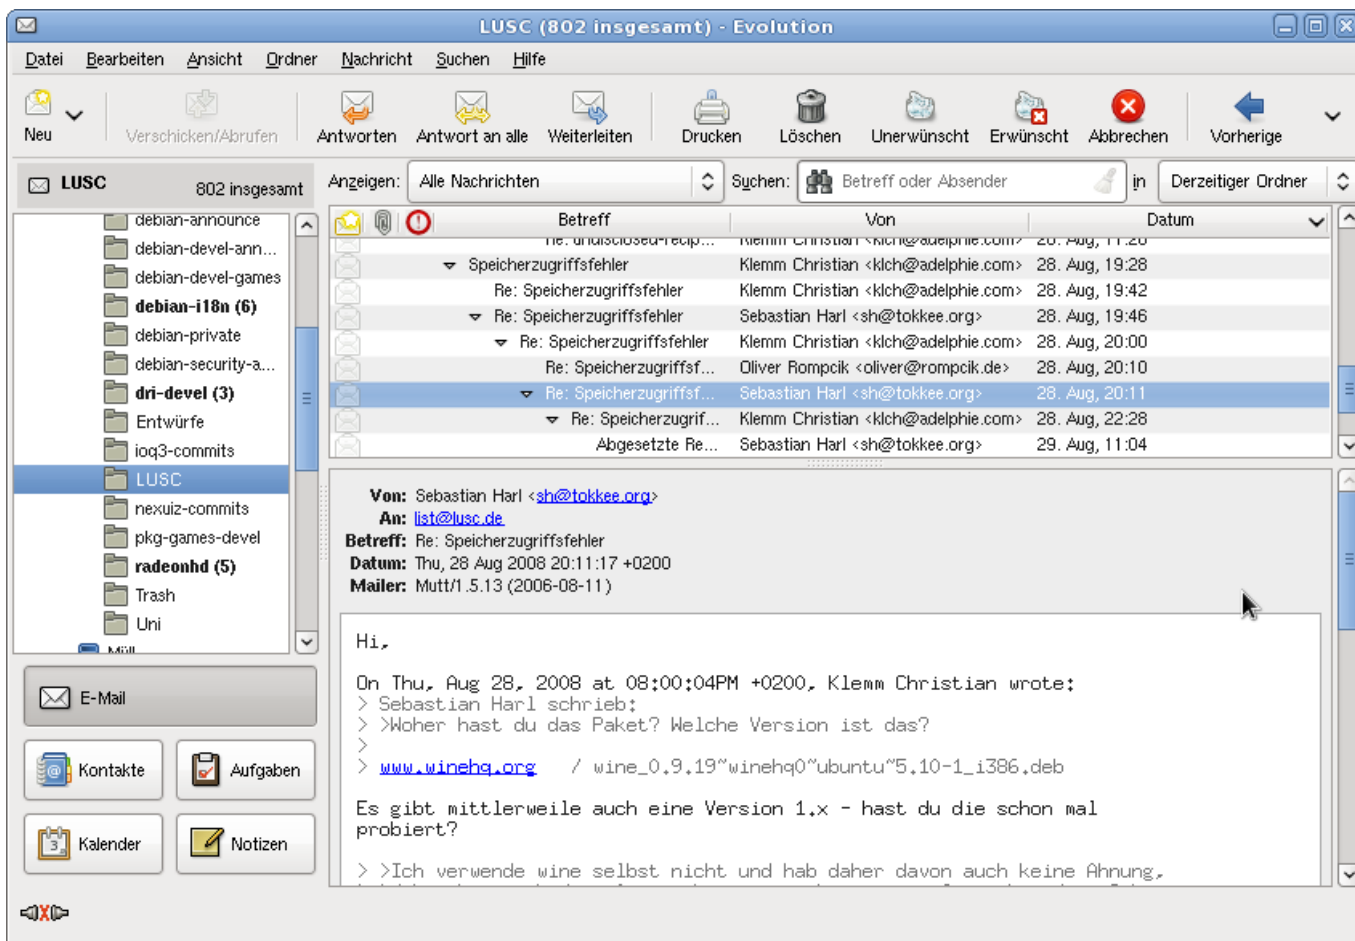 LUSC (802 insgesamt) - Evolution
Datei Bearbeiten Ansicht Ordner Nachricht Suchen Hilfe
Neu Verschicken/Abrufen Antworten Antwort an alle Weiterleiten Drucken Löschen Unerwünscht Erwünscht Abbrechen Vorherige
LUSC 802 insgesamt
Anzeigen: Alle Nachrichten Suchen: Betreff oder Absender in Derzeitiger Ordner
debian-announce
debian-devel-ann...
debian-devel-games
debian-i18n (6)
debian-private
debian-security-a...
dri-devel (3)
Entwürfe
ioq3-commits
LUSC
nexuiz-commits
pkg-games-devel
radeonhd (5)
Trash
Uni
Müll
E-Mail
Kontakte Aufgaben
Kalender Notizen
Betreff Von Datum
Re: undisclosed-recip... Klemm Christian <klch@adelphie.com> 28. Aug, 11:20
Speicherzugriffsfehler Klemm Christian <klch@adelphie.com> 28. Aug, 19:28
Re: Speicherzugriffsfehler Klemm Christian <klch@adelphie.com> 28. Aug, 19:42
Re: Speicherzugriffsfehler Sebastian Harl <sh@tokkee.org> 28. Aug, 19:46
Re: Speicherzugriffsfehler Klemm Christian <klch@adelphie.com> 28. Aug, 20:00
Re: Speicherzugriffsf... Oliver Rompcik <oliver@rompcik.de> 28. Aug, 20:10
Re: Speicherzugriffsf... Sebastian Harl <sh@tokkee.org> 28. Aug, 20:11
Re: Speicherzugrif... Klemm Christian <klch@adelphie.com> 28. Aug, 22:28
Abgesetzte Re... Sebastian Harl <sh@tokkee.org> 29. Aug, 11:04
Von: Sebastian Harl <sh@tokkee.org>
An: list@lusc.de
Betreff: Re: Speicherzugriffsfehler
Datum: Thu, 28 Aug 2008 20:11:17 +0200
Mailer: Mutt/1.5.13 (2006-08-11)
Hi,
On Thu, Aug 28, 2008 at 08:00:04PM +0200, Klemm Christian wrote:
> Sebastian Harl schrieb:
> >Woher hast du das Paket? Welche Version ist das?
>
> www.winehq.org / wine_0.9.19~winehq0~ubuntu~5.10-1_i386.deb
Es gibt mittlerweile auch eine Version 1.x - hast du die schon mal
probiert?
> >Ich verwende wine selbst nicht und hab daher davon auch keine Ahnung,